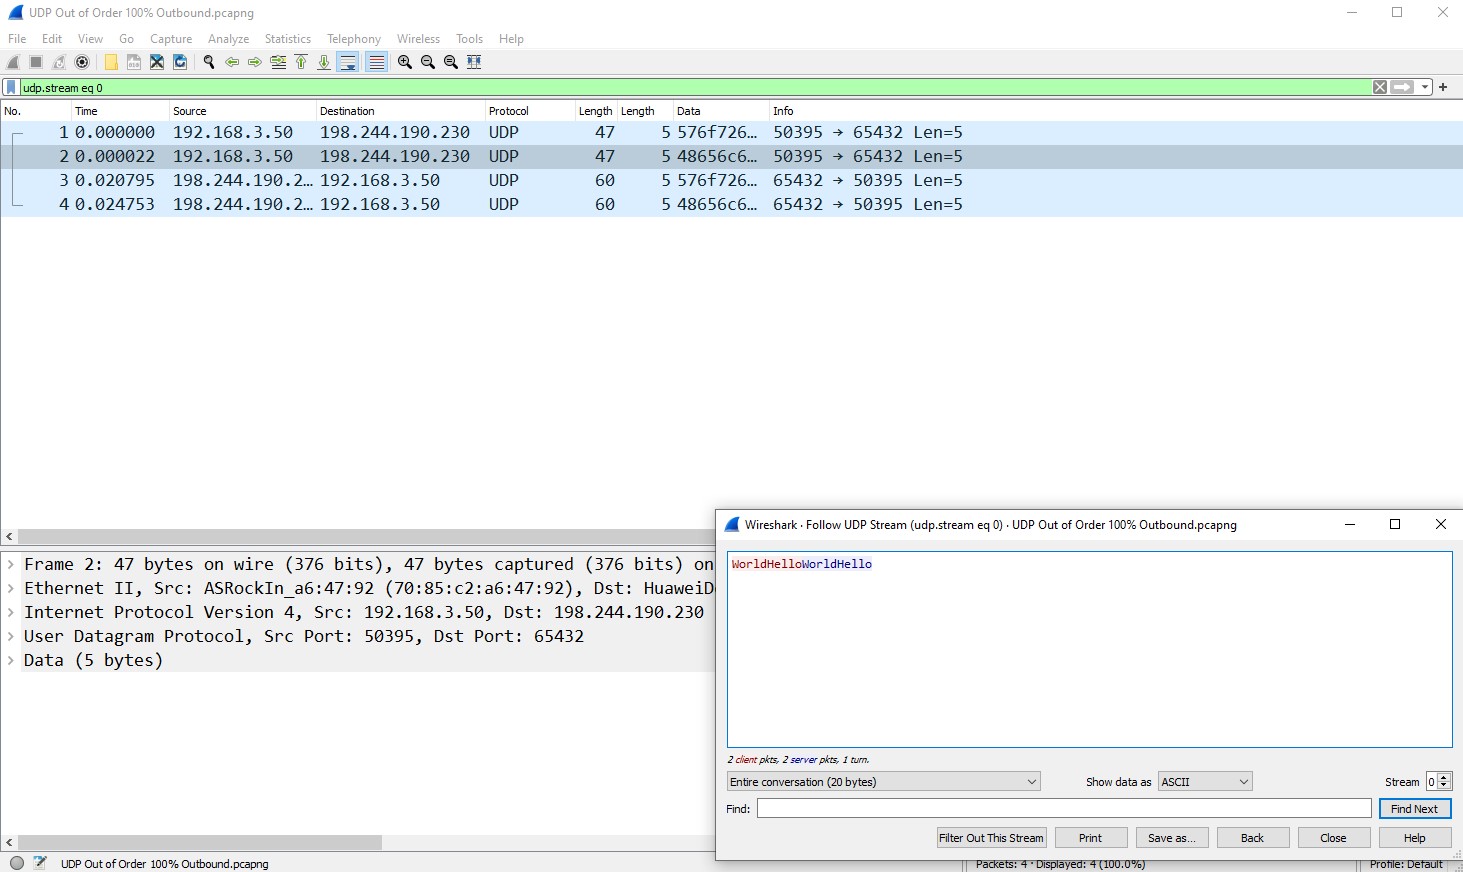 UDP Out of Order 100% Outbound.pcapng
File Edit View Go Capture Analyze Statistics Telephony Wireless Tools Help
udp.stream eq 0
No. Time Source Destination Protocol Length Length Data Info
1 0.000000 192.168.3.50 198.244.190.230 UDP 47 5 576f726… 50395 → 65432 Len=5
2 0.000022 192.168.3.50 198.244.190.230 UDP 47 5 48656c6… 50395 → 65432 Len=5
3 0.020795 198.244.190.2… 192.168.3.50 UDP 60 5 576f726… 65432 → 50395 Len=5
4 0.024753 198.244.190.2… 192.168.3.50 UDP 60 5 48656c6… 65432 → 50395 Len=5
Frame 2: 47 bytes on wire (376 bits), 47 bytes captured (376 bits) on
Ethernet II, Src: ASRockIn_a6:47:92 (70:85:c2:a6:47:92), Dst: HuaweiD
Internet Protocol Version 4, Src: 192.168.3.50, Dst: 198.244.190.230
User Datagram Protocol, Src Port: 50395, Dst Port: 65432
Data (5 bytes)
Wireshark · Follow UDP Stream (udp.stream eq 0) · UDP Out of Order 100% Outbound.pcapng
WorldHelloWorldHello
2 client pkts, 2 server pkts, 1 turn.
Entire conversation (20 bytes) Show data as ASCII Stream 0
Find: Find Next
Filter Out This Stream Print Save as... Back Close Help
UDP Out of Order 100% Outbound.pcapng Packets: 4 · Displayed: 4 (100.0%) Profile: Default